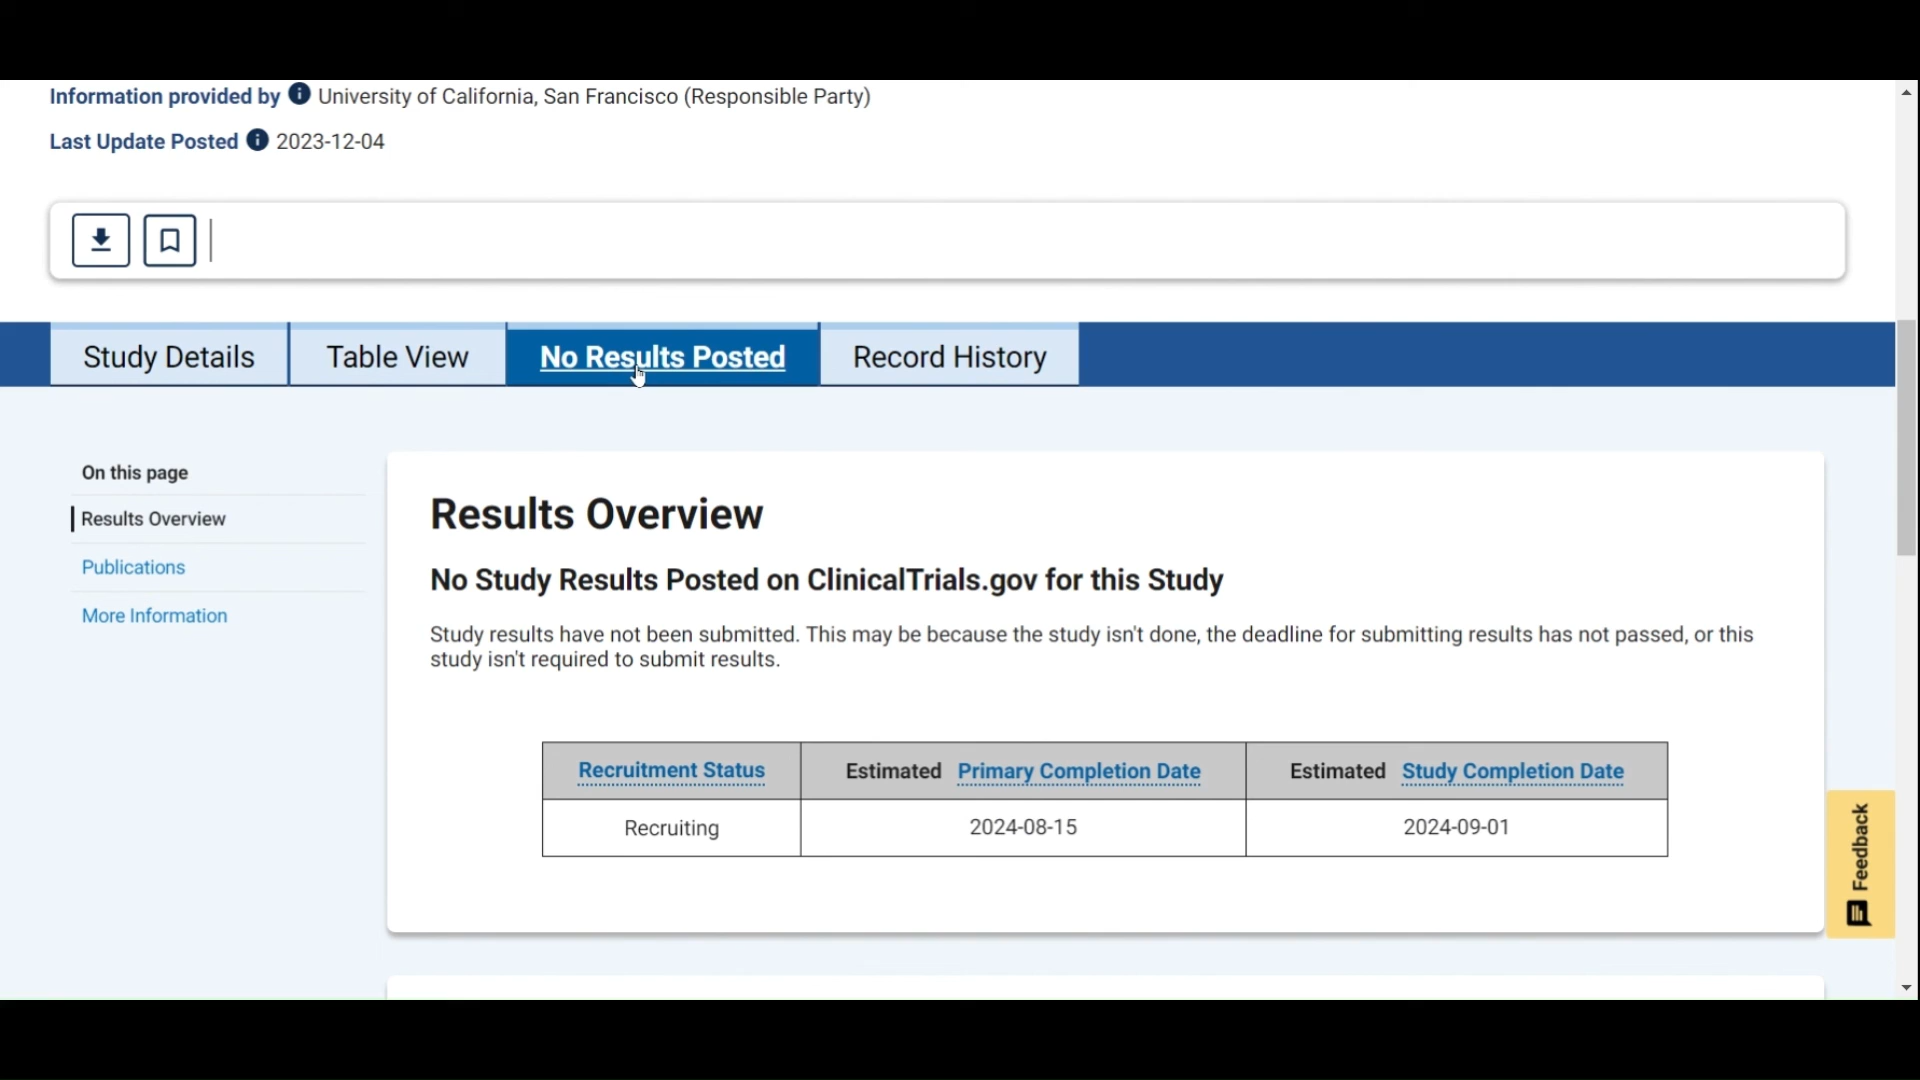 Information provided by University of California, San Francisco (Responsible Party)
Last Update Posted 2023-12-04
Study Details Table View No Results Posted Record History
On this page
Results Overview
Publications
More Information
Results Overview
No Study Results Posted on ClinicalTrials.gov for this Study
Study results have not been submitted. This may be because the study isn't done, the deadline for submitting results has not passed, or this
study isn't required to submit results.
Recruitment Status Estimated Primary Completion Date Estimated Study Completion Date
Recruiting 2024-08-15 2024-09-01
Feedback